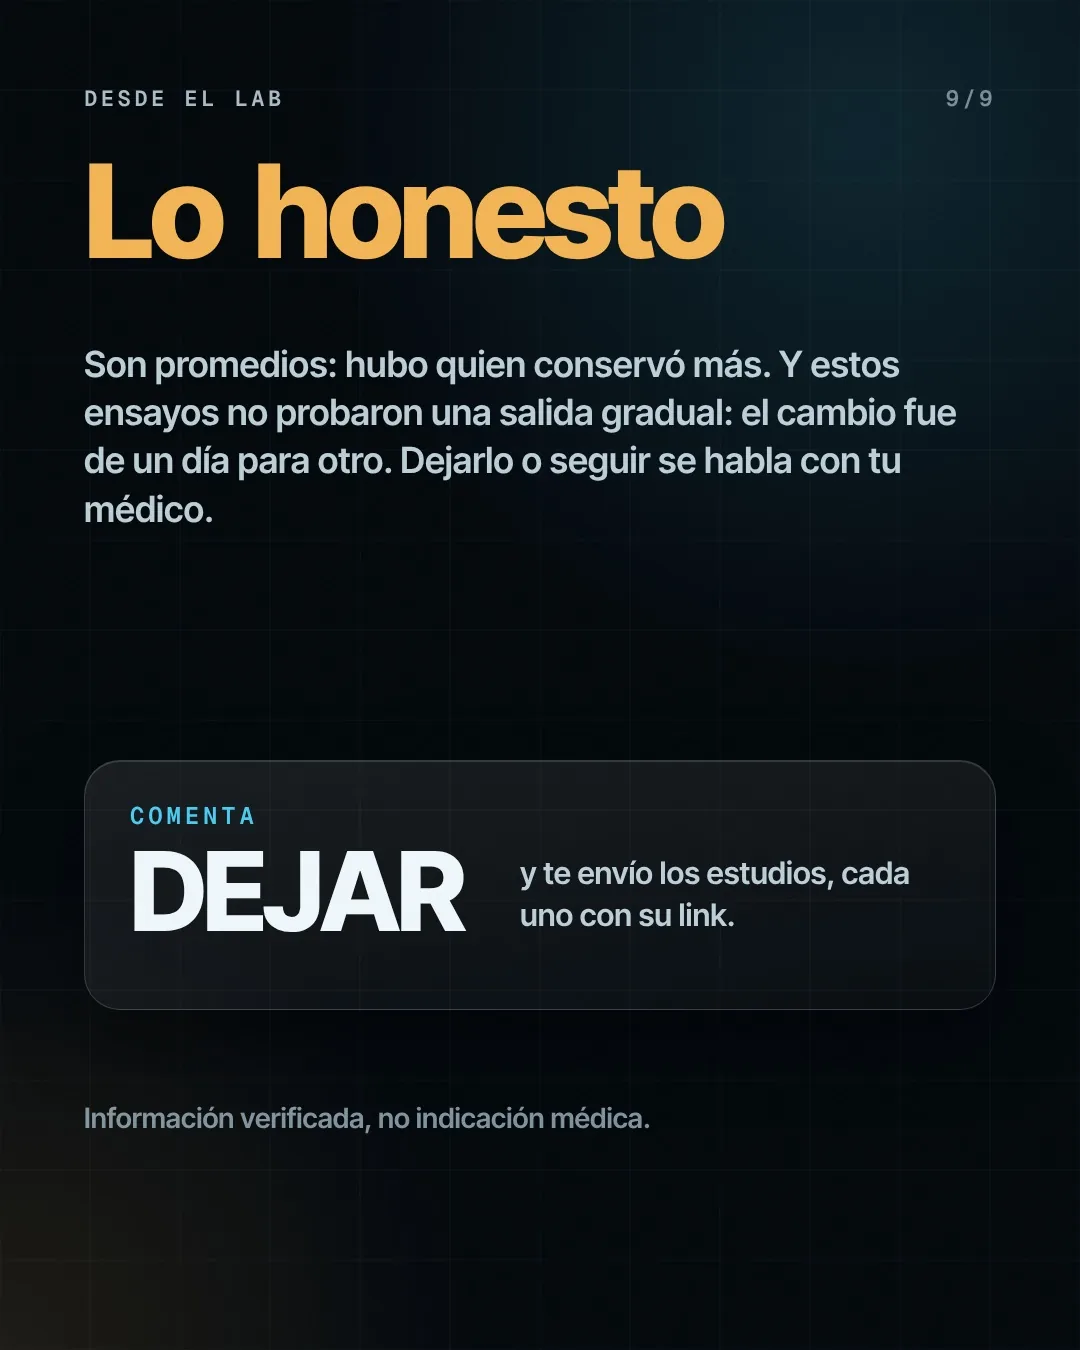 DESDE EL LAB
9/9
Lo honesto
Son promedios: hubo quien conservó más. Y estos
ensayos no probaron una salida gradual: el cambio fue
de un día para otro. Dejarlo o seguir se habla con tu
médico.
COMENTA
DEJAR
y te envío los estudios, cada
uno con su link.
Información verificada, no indicación médica.